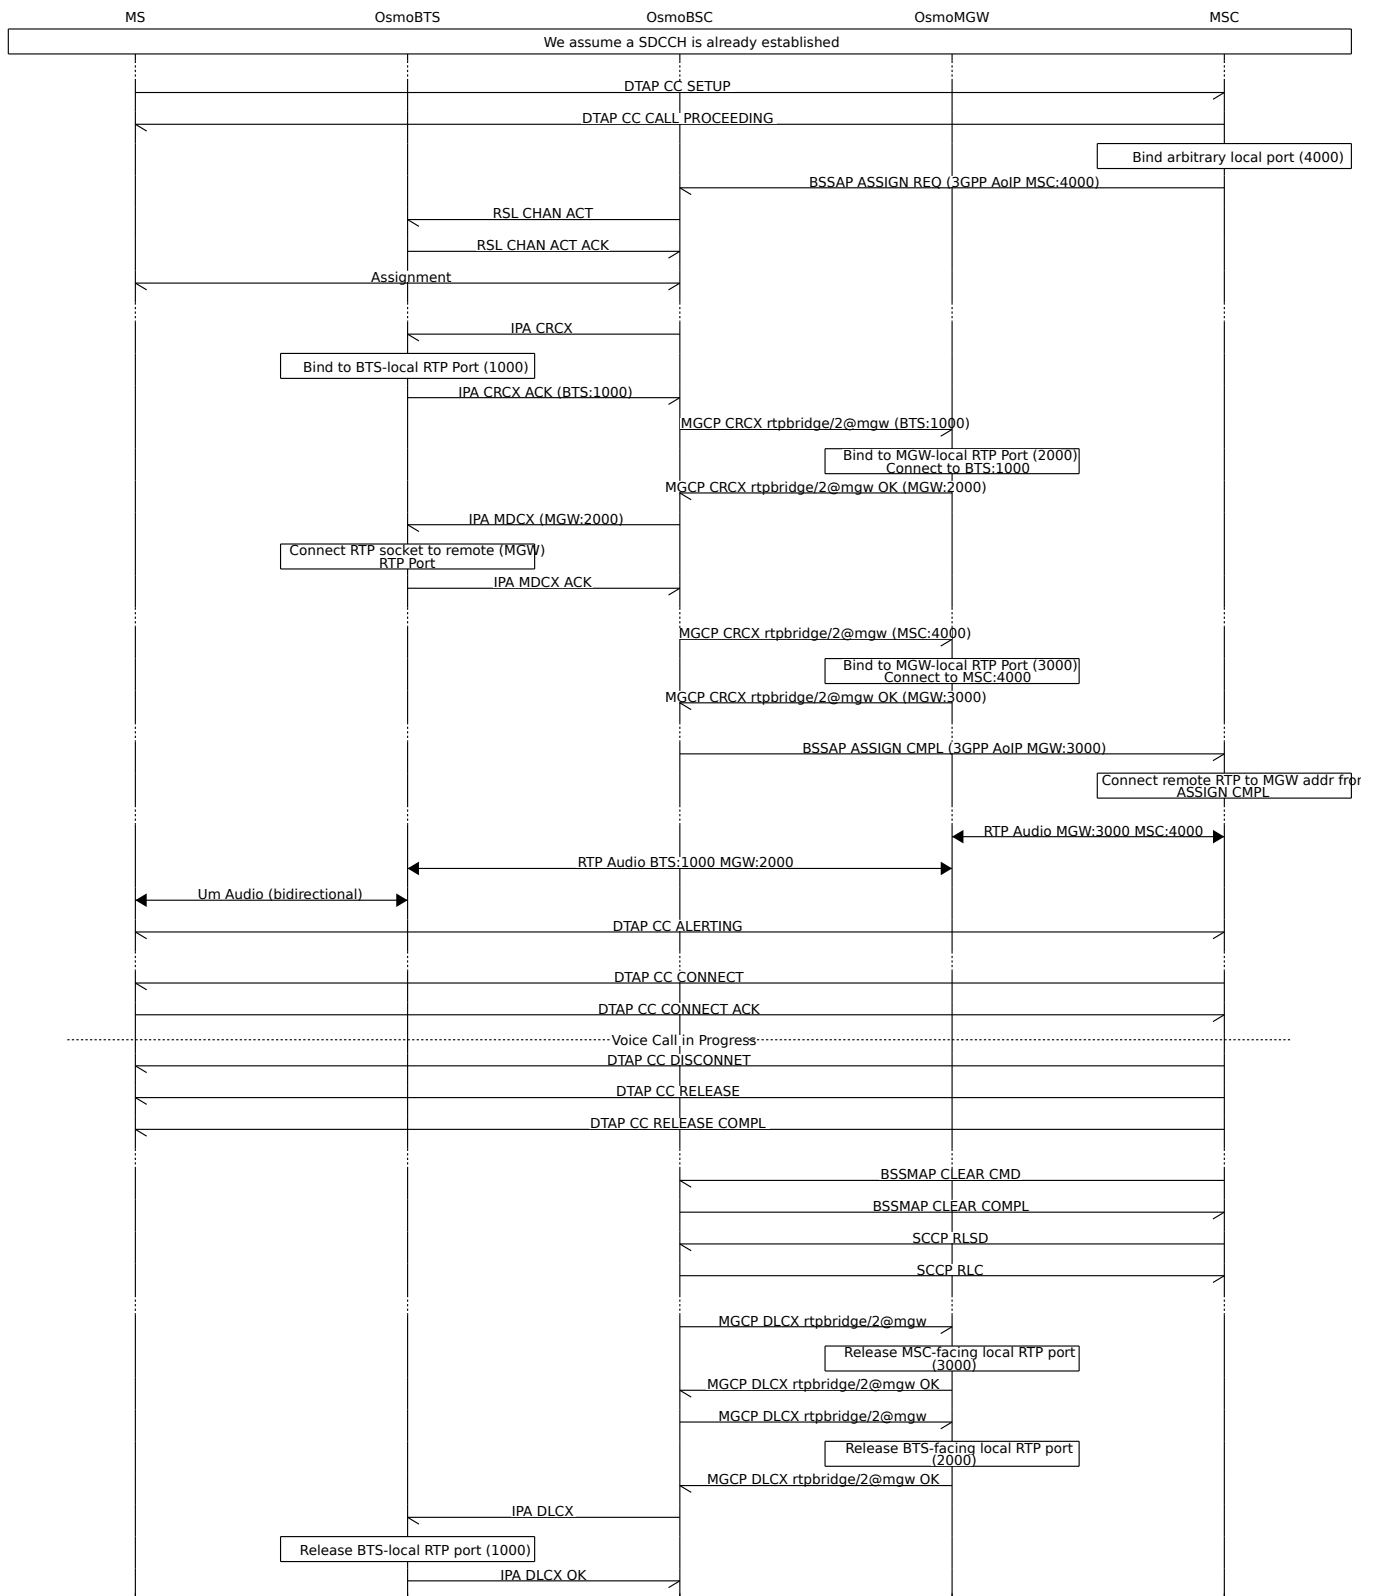 MS OsmoBTS OsmoBSC OsmoMGW MSC
We assume a SDCCH is already established
DTAP CC SETUP
DTAP CC CALL PROCEEDING
Bind arbitrary local port (4000)
BSSAP ASSIGN REQ (3GPP AoIP MSC:4000)
RSL CHAN ACT
RSL CHAN ACT ACK
Assignment
IPA CRCX
Bind to BTS-local RTP Port (1000)
IPA CRCX ACK (BTS:1000)
MGCP CRCX rtpbridge/2@mgw (BTS:1000)
Bind to MGW-local RTP Port (2000)
Connect to BTS:1000
MGCP CRCX rtpbridge/2@mgw OK (MGW:2000)
IPA MDCX (MGW:2000)
Connect RTP socket to remote (MGW)
RTP Port
IPA MDCX ACK
MGCP CRCX rtpbridge/2@mgw (MSC:4000)
Bind to MGW-local RTP Port (3000)
Connect to MSC:4000
MGCP CRCX rtpbridge/2@mgw OK (MGW:3000)
BSSAP ASSIGN CMPL (3GPP AoIP MGW:3000)
Connect remote RTP to MGW addr fror
ASSIGN CMPL
RTP Audio MGW:3000 MSC:4000
RTP Audio BTS:1000 MGW:2000
Um Audio (bidirectional)
DTAP CC ALERTING
DTAP CC CONNECT
DTAP CC CONNECT ACK
Voice Call in Progress
DTAP CC DISCONNET
DTAP CC RELEASE
DTAP CC RELEASE COMPL
BSSMAP CLEAR CMD
BSSMAP CLEAR COMPL
SCCP RLSD
SCCP RLC
MGCP DLCX rtpbridge/2@mgw
Release MSC-facing local RTP port
(3000)
MGCP DLCX rtpbridge/2@mgw OK
MGCP DLCX rtpbridge/2@mgw
Release BTS-facing local RTP port
(2000)
MGCP DLCX rtpbridge/2@mgw OK
IPA DLCX
Release BTS-local RTP port (1000)
IPA DLCX OK